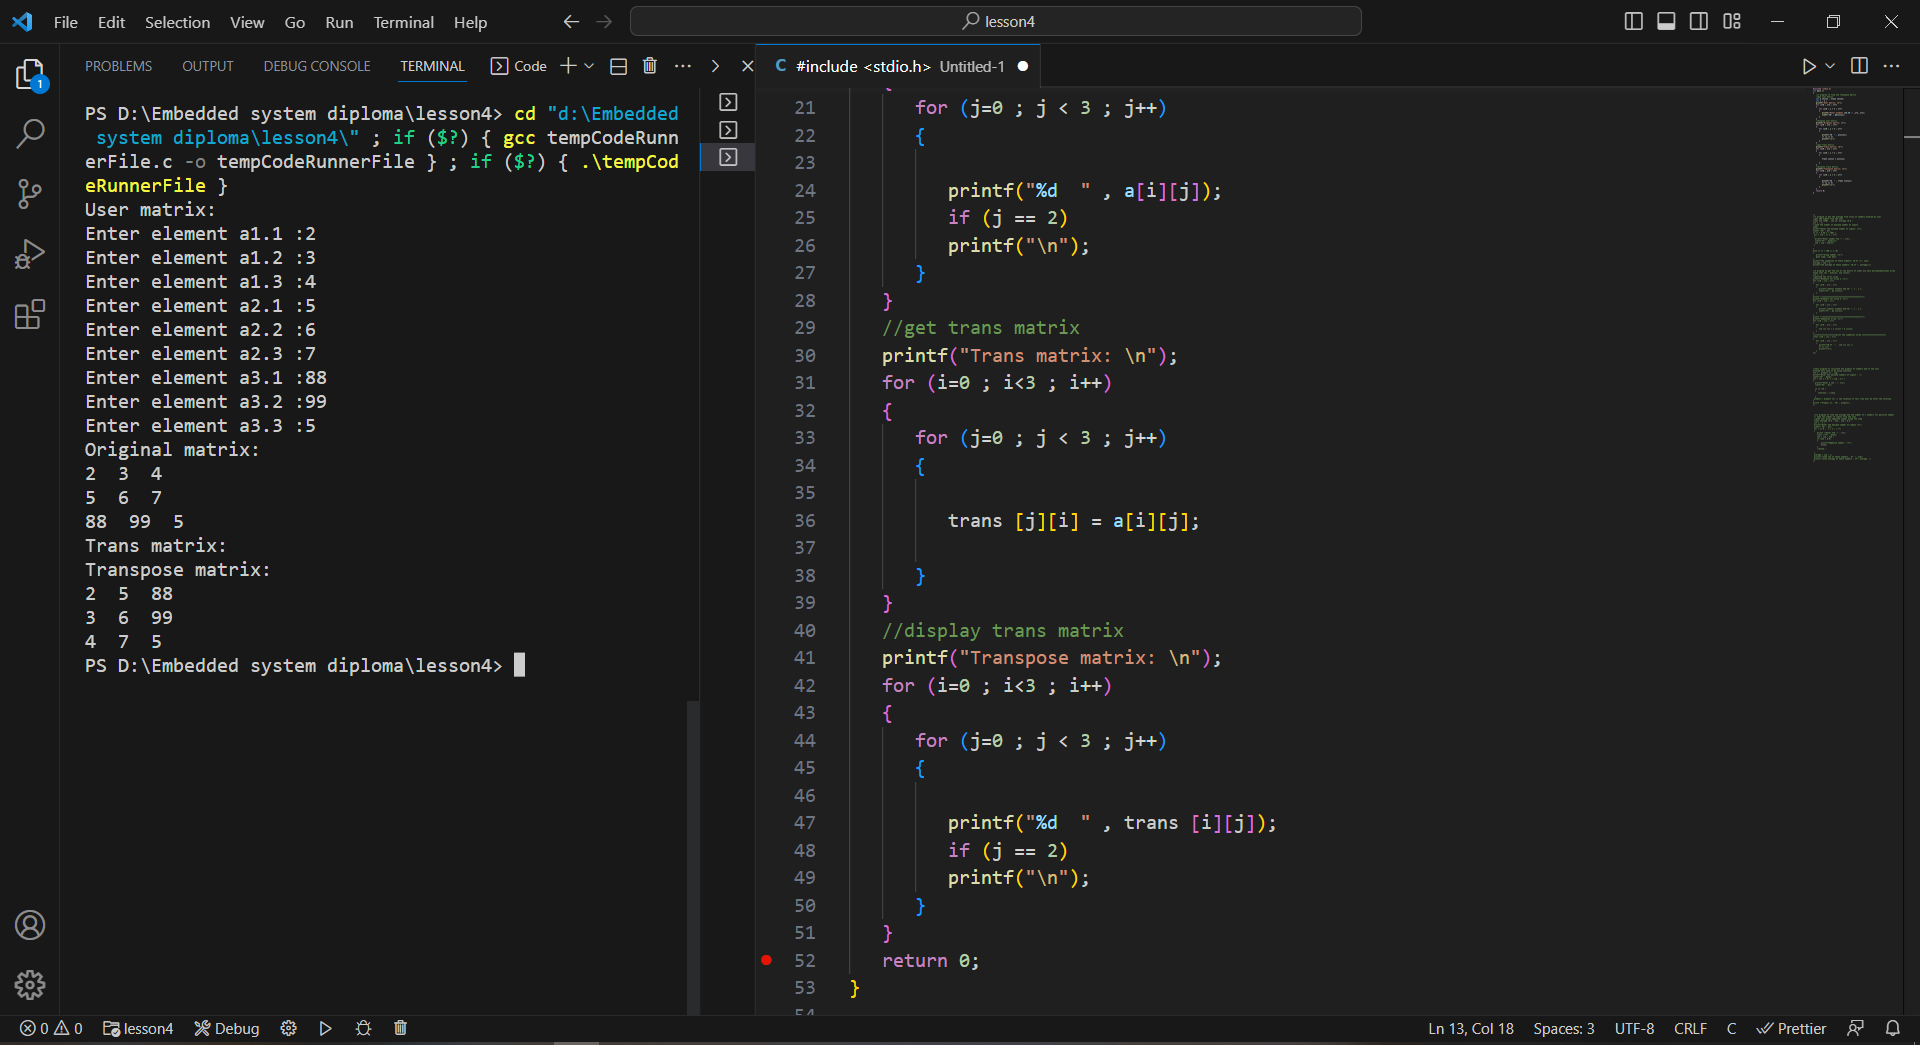 File Edit Selection View Go Run Terminal Help
lesson4
PROBLEMS OUTPUT DEBUG CONSOLE TERMINAL Code
1
PS D:\Embedded system diploma\lesson4> cd "d:\Embedded
 system diploma\lesson4\" ; if ($?) { gcc tempCodeRunn
erFile.c -o tempCodeRunnerFile } ; if ($?) { .\tempCod
eRunnerFile }
User matrix:
Enter element a1.1 :2
Enter element a1.2 :3
Enter element a1.3 :4
Enter element a2.1 :5
Enter element a2.2 :6
Enter element a2.3 :7
Enter element a3.1 :88
Enter element a3.2 :99
Enter element a3.3 :5
Original matrix:
2  3  4
5  6  7
88  99  5
Trans matrix:
Transpose matrix:
2  5  88
3  6  99
4  7  5
PS D:\Embedded system diploma\lesson4>
C #include <stdio.h> Untitled-1
{
21 for (j=0 ; j < 3 ; j++)
22 {
23
24 printf("%d  " , a[i][j]);
25 if (j == 2)
26 printf("\n");
27 }
28 }
29 //get trans matrix
30 printf("Trans matrix: \n");
31 for (i=0 ; i<3 ; i++)
32 {
33 for (j=0 ; j < 3 ; j++)
34 {
35
36 trans [j][i] = a[i][j];
37
38 }
39 }
40 //display trans matrix
41 printf("Transpose matrix: \n");
42 for (i=0 ; i<3 ; i++)
43 {
44 for (j=0 ; j < 3 ; j++)
45 {
46
47 printf("%d  " , trans [i][j]);
48 if (j == 2)
49 printf("\n");
50 }
51 }
52 return 0;
53 }
54
0 0 lesson4 Debug Ln 13, Col 18 Spaces: 3 UTF-8 CRLF C Prettier